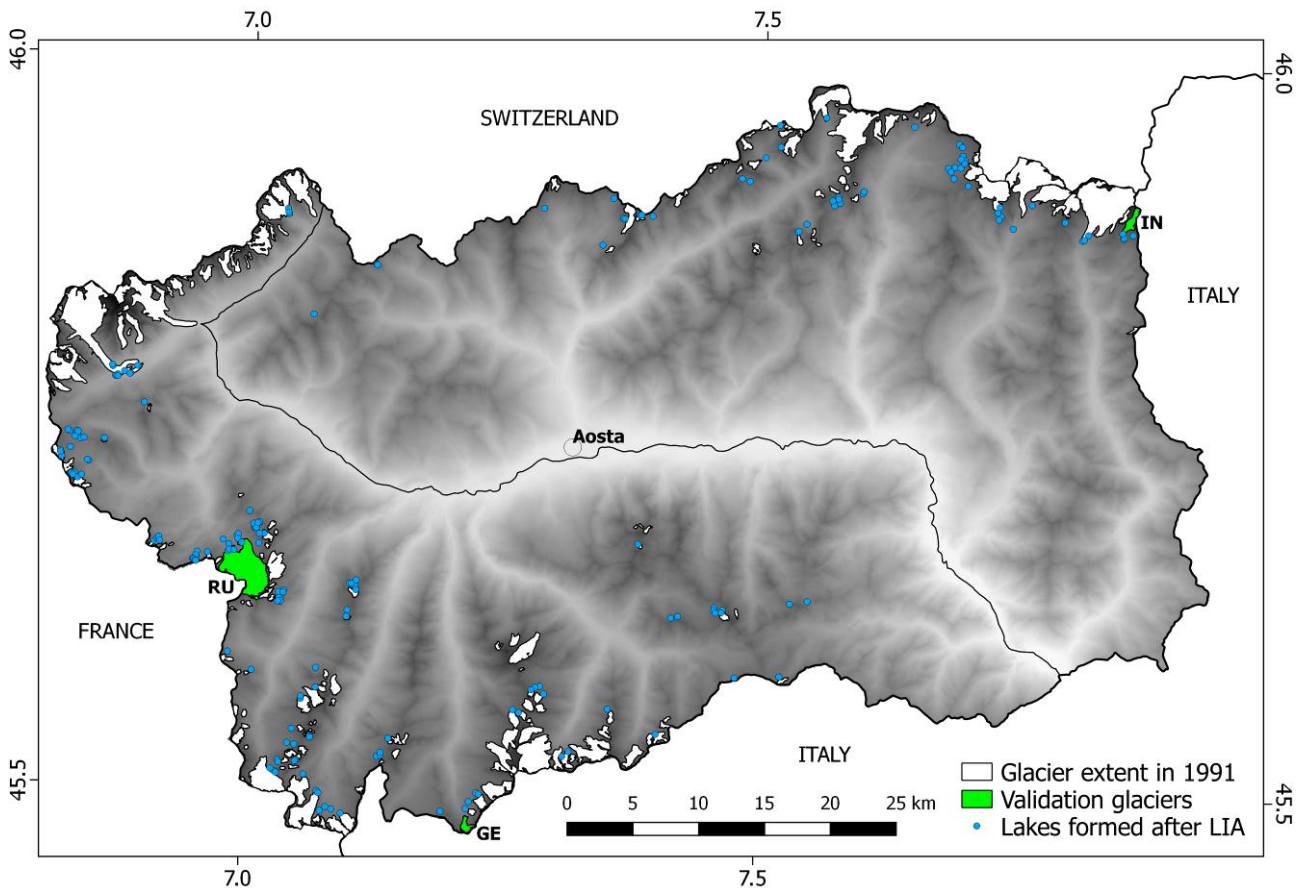 7.0 7.5
46.0
46.0
SWITZERLAND
IN
ITALY
Aosta
RU
FRANCE
ITALY
Glacier extent in 1991
0 5 10 15 20 25 km
Validation glaciers
GE
Lakes formed after LIA
45.5
45.5
7.0 7.5